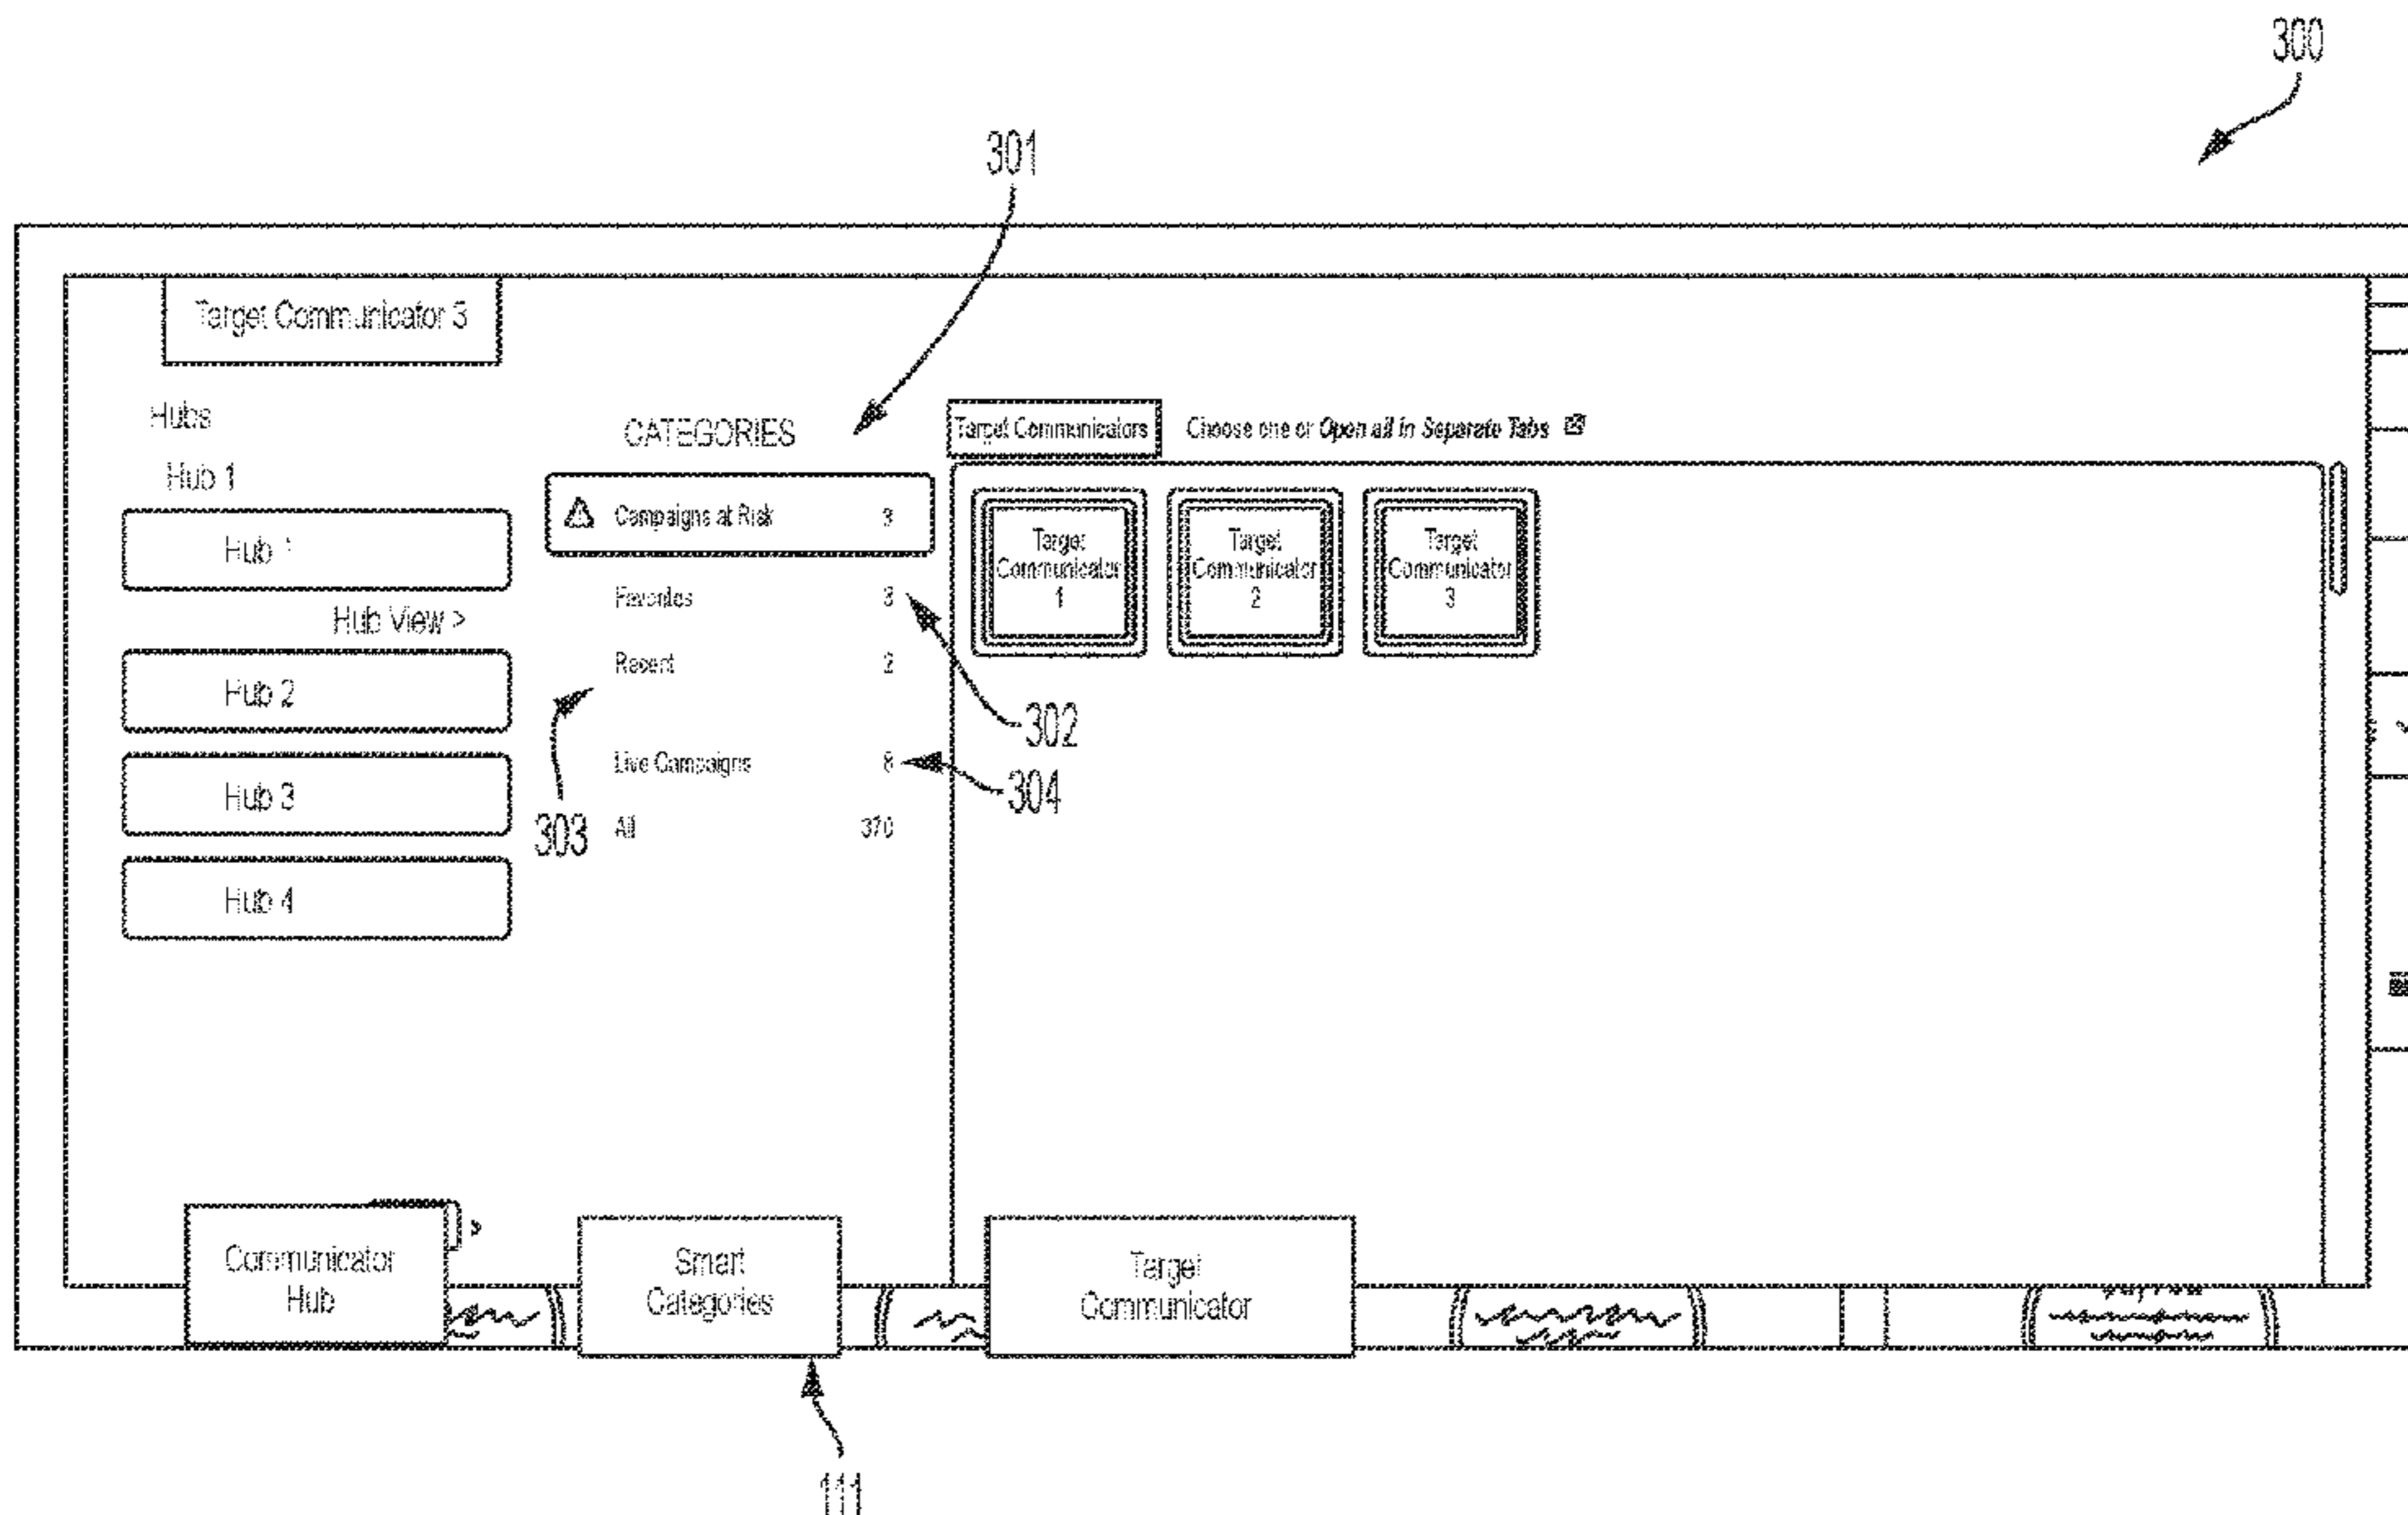 300
301
Target Communicator 3
Hubs
CATEGORIES
Target Communicators
Choose one or Open all in Separate Tabs
Hub 1
Campaigns at Risk 3
Hub 1
Favorites 3
Hub View >
Recent 2
Hub 2
302
Live Campaigns
Hub 3
304
303
All 370
Hub 4
Target
Communicator
1
Target
Communicator
2
Target
Communicator
3
Communicator
Hub
>
Smart
Categories
Target
Communicator
111